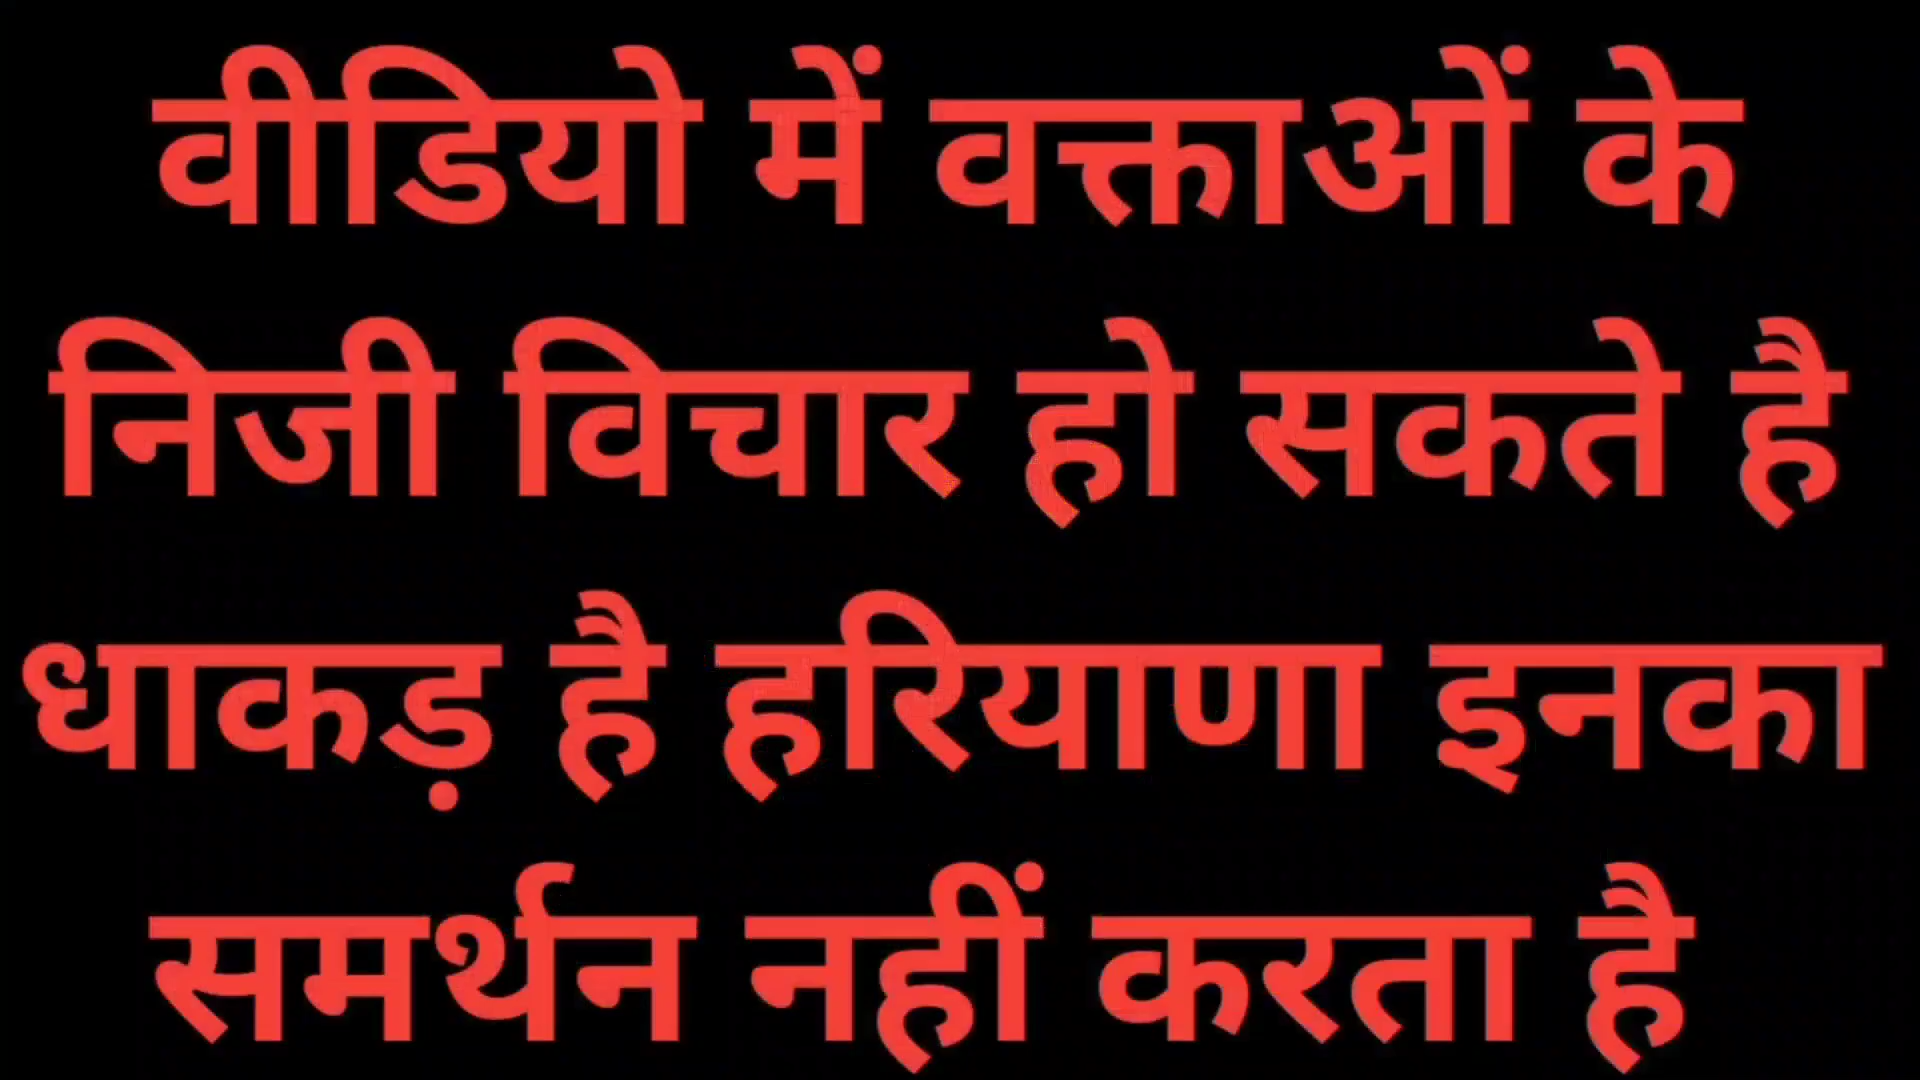 वीडियो में वक्ताओं के
निजी विचार हो सकते है
धाकड़ है हरियाणा इनका
समर्थन नहीं करता है